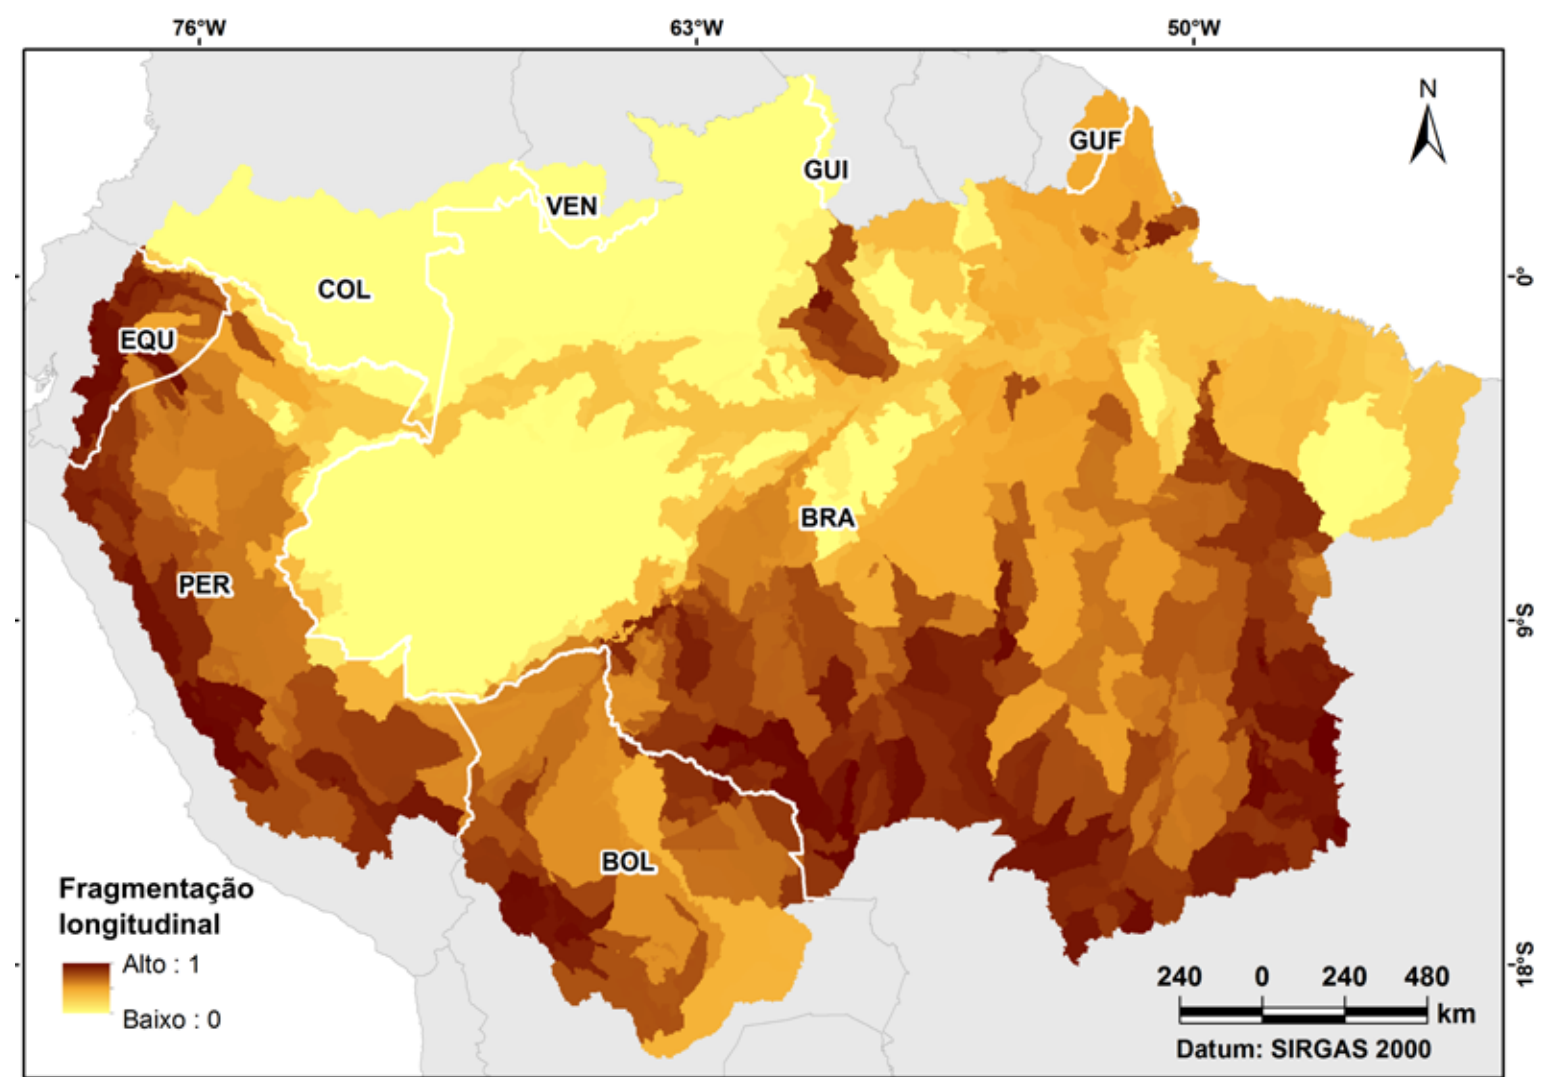 76°W
63°W
50°W
N
GUF
GUI
VEN
COL
0°
EQU
BRA
PER
9°S
BOL
Fragmentação
longitudinal
Alto : 1
Baixo : 0
18°S
240 0 240 480
km
Datum: SIRGAS 2000